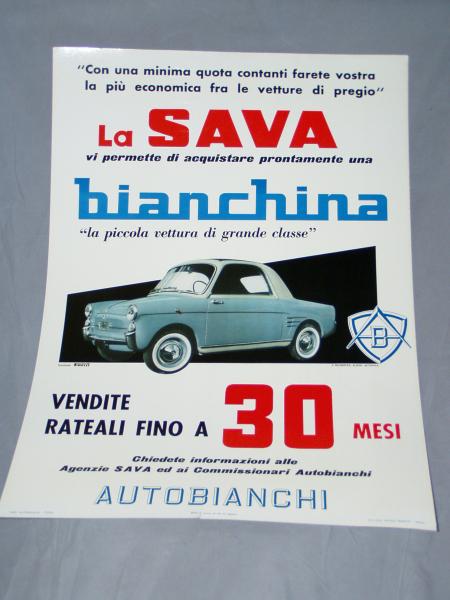 "Con una minima quota contanti farete vostra
la più economica fra le vetture di pregio"
La SAVA
vi permette di acquistare prontamente una
bianchina
"la piccola vettura di grande classe"
PIRELLI
AB
VENDITE
RATEALI FINO A 30 MESI
Chiedete informazioni alle
Agenzie SAVA ed ai Commissionari Autobianchi
AUTOBIANCHI